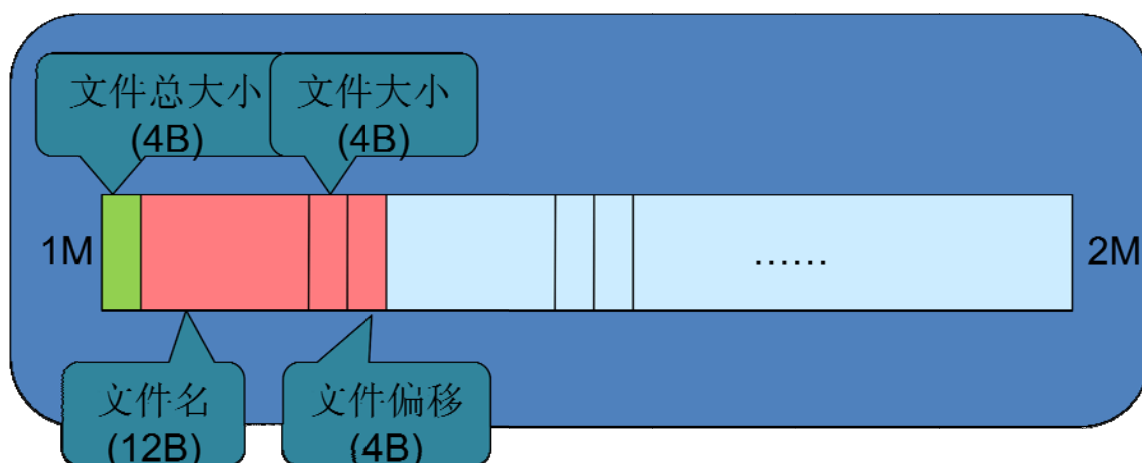 文件总大小
(4B)
文件大小
(4B)
1M
......
2M
文件名
(12B)
文件偏移
(4B)